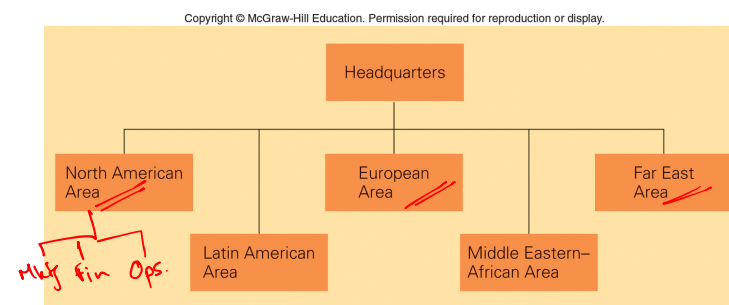 Copyright © McGraw-Hill Education. Permission required for reproduction or display.
Headquarters
North American
Area
European
Area
Far East
Area
Mktg Fin Ops.
Latin American
Area
Middle Eastern–
African Area